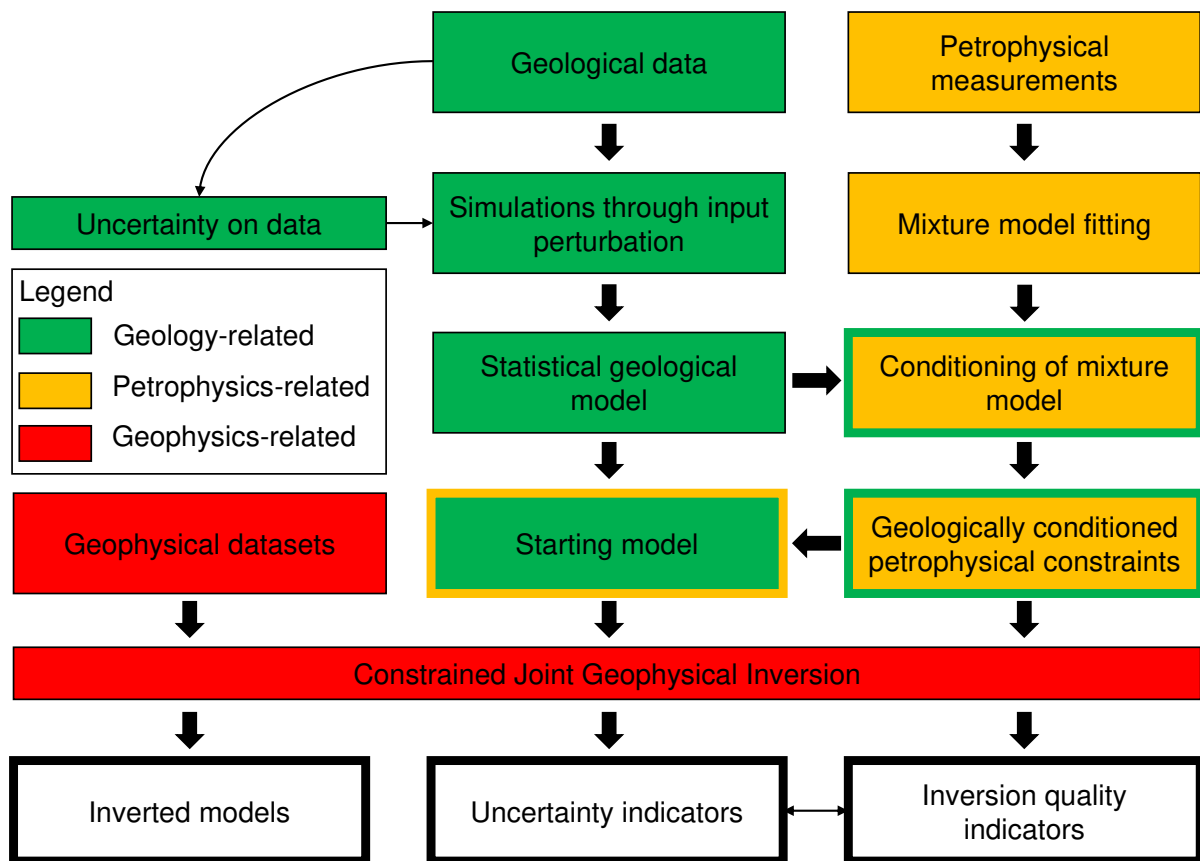 Geological data
Petrophysical
measurements
Uncertainty on data
Simulations through input
perturbation
Mixture model fitting
Legend
Geology-related
Petrophysics-related
Geophysics-related
Statistical geological
model
Conditioning of mixture
model
Geophysical datasets
Starting model
Geologically conditioned
petrophysical constraints
Constrained Joint Geophysical Inversion
Inverted models
Uncertainty indicators
Inversion quality
indicators